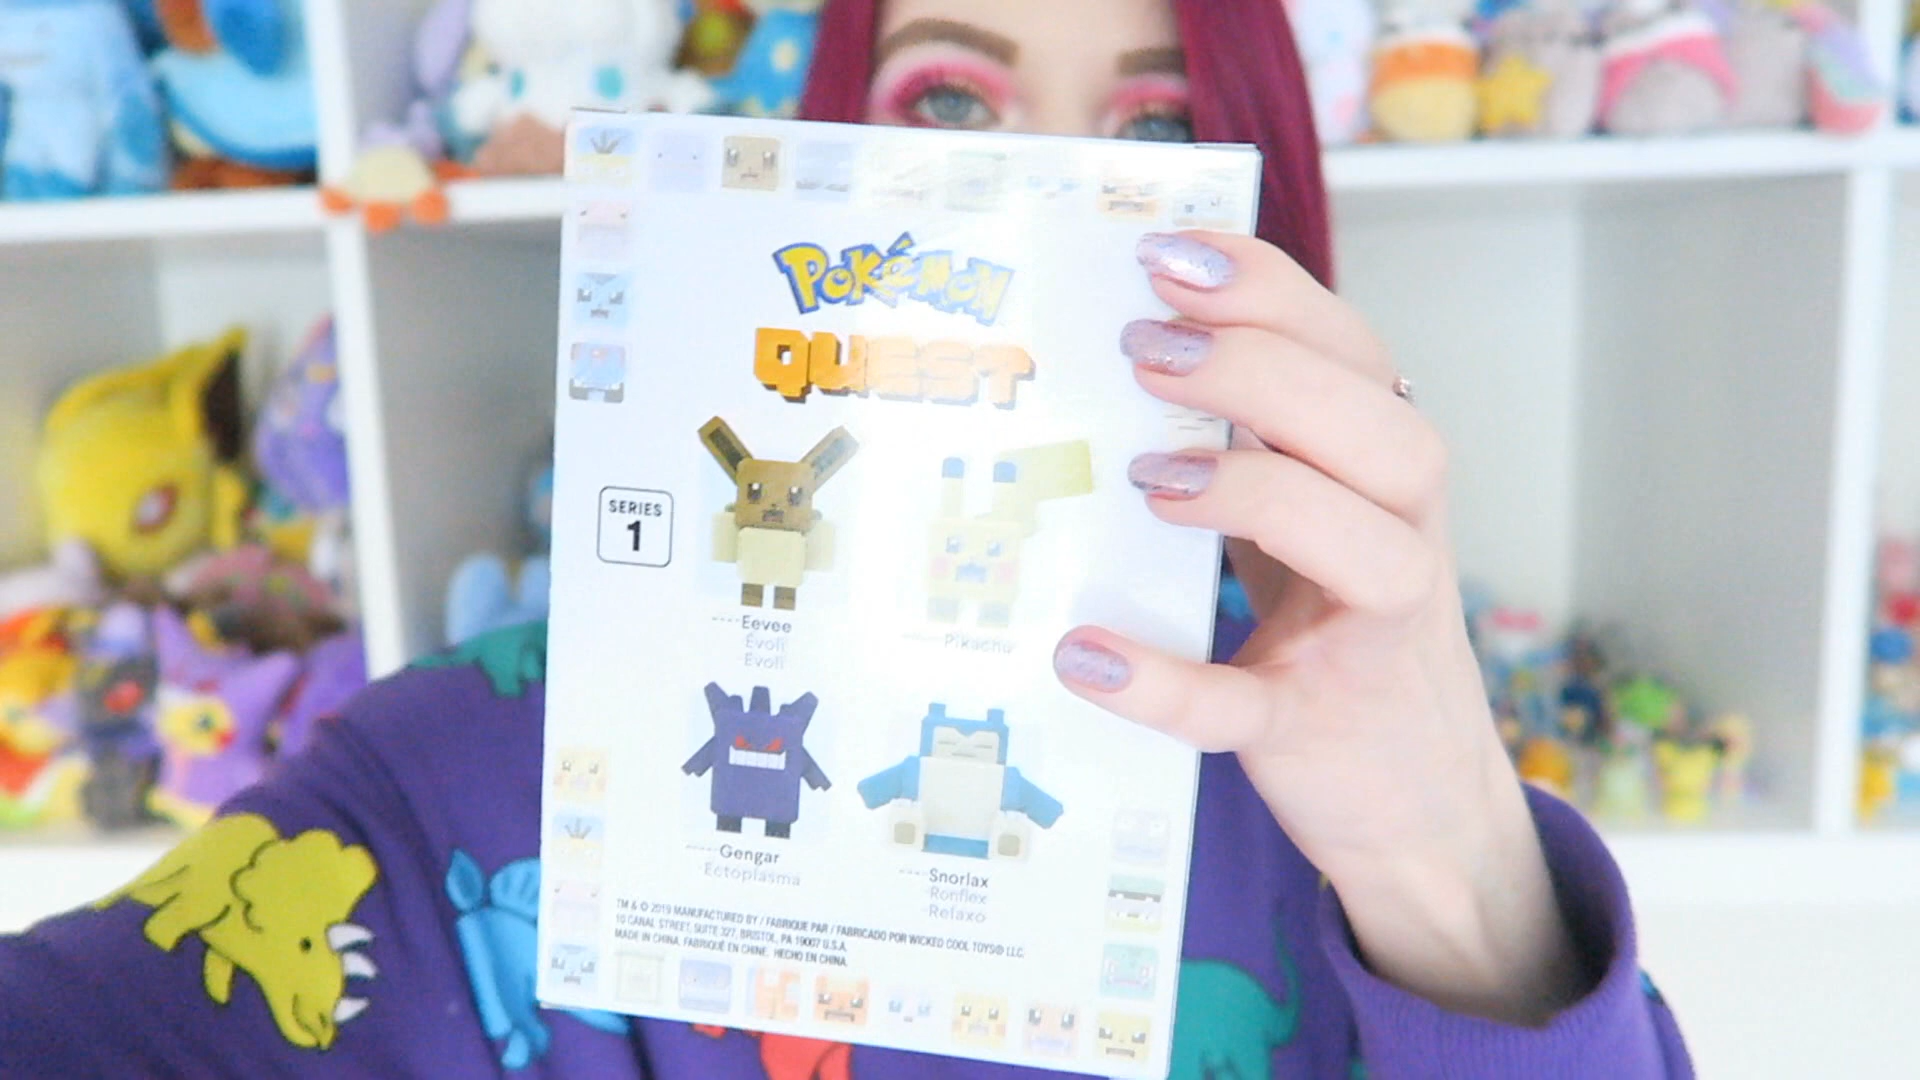 POKéMON
QUEST
SERIES
1
Eevee
Évoli
Evoli
Pikachu
Gengar
Ectoplasma
Snorlax
Ronflex
Relaxo
TM & © 2019 MANUFACTURED BY / FABRIQUE PAR / FABRICADO POR WICKED COOL TOYS® LLC.
10 CANAL STREET, SUITE 327, BRISTOL, PA 19007 U.S.A.
MADE IN CHINA. FABRIQUÉ EN CHINE. HECHO EN CHINA.